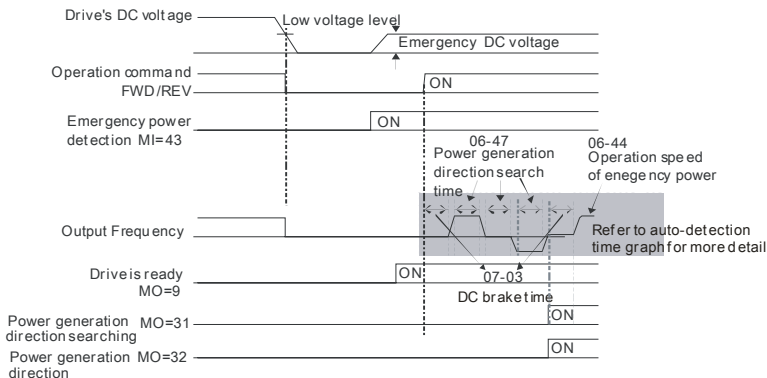 Drive's DC voltage
Low voltage level
Emergency DC voltage
Operation command
FWD/REV
ON
Emergency power
detection MI=43
ON
06-47
Power generation
direction search
time
06-44
Operation speed
of enegency power
Output Frequency
Refer to auto-detection
time graph for more detail
Drive is ready
MO=9
ON
07-03
DC brake time
Power generation MO=31
direction searching
ON
Power generation MO=32
direction
ON